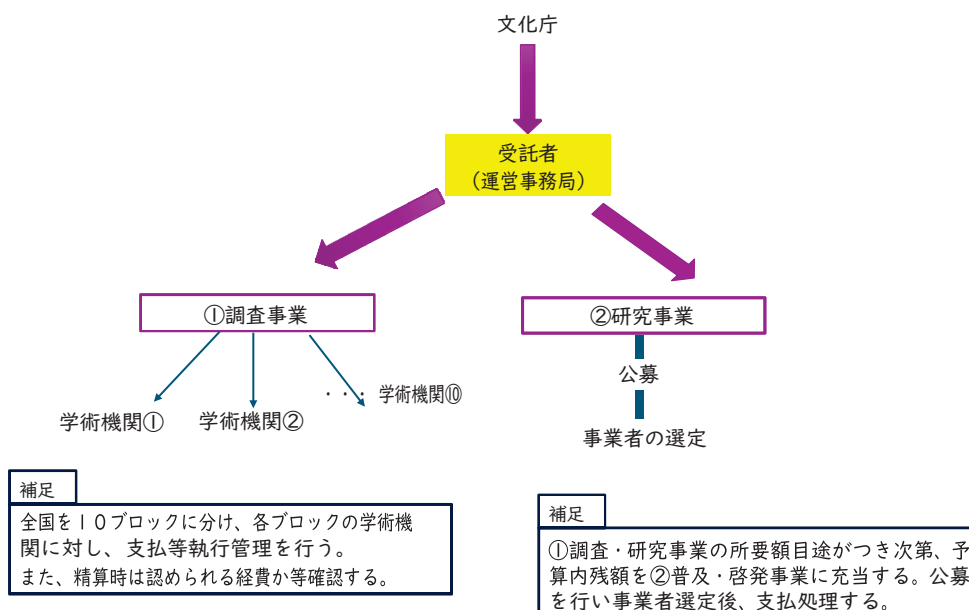 文化庁
受託者
(運営事務局)
①調査事業
②研究事業
公募
事業者の選定
学術機関①
学術機関②
・・・ 学術機関⑩
補足
全国を10ブロックに分け、各ブロックの学術機
関に対し、支払等執行管理を行う。
また、精算時は認められる経費か等確認する。
補足
①調査・研究事業の所要額目途がつき次第、予
算内残額を②普及・啓発事業に充当する。公募
を行い事業者選定後、支払処理する。